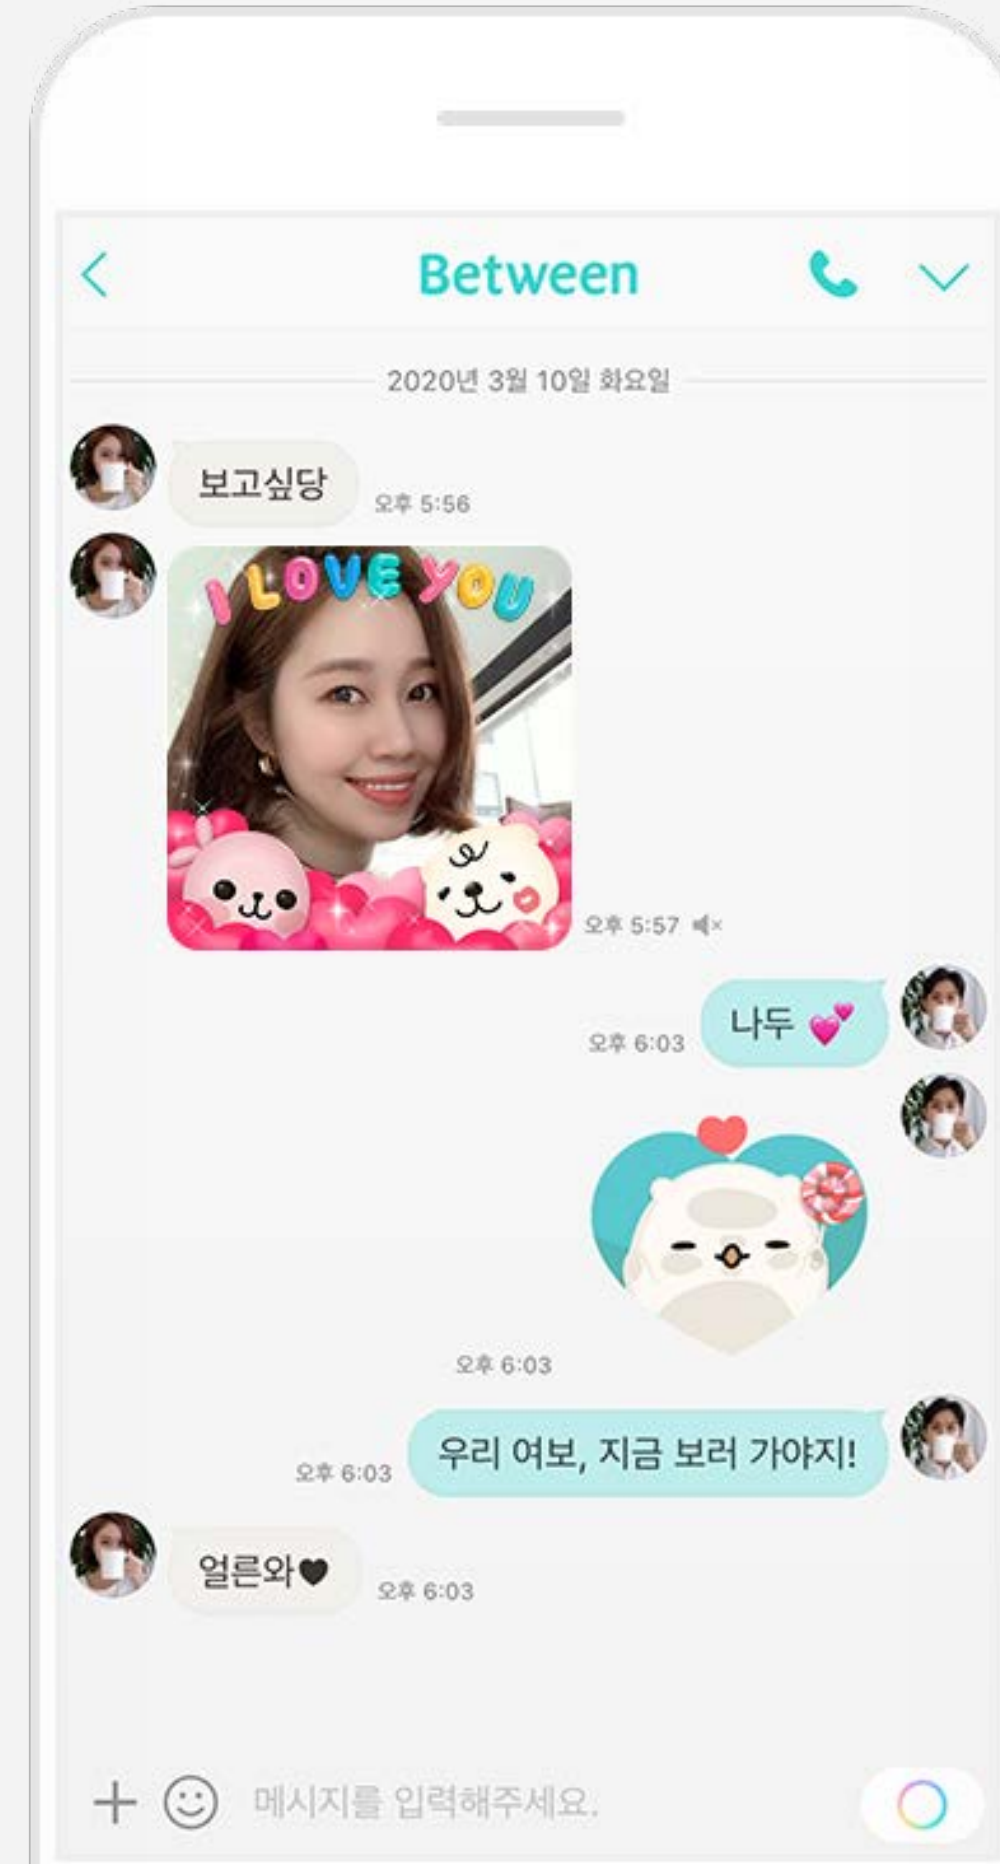 Between
2020년 3월 10일 화요일
보고싶당
오후 5:56
I LOVE YOU
오후 5:57
나두 💕
오후 6:03
오후 6:03
우리 여보, 지금 보러 가야지!
오후 6:03
얼른와♥
오후 6:03
메시지를 입력해주세요.